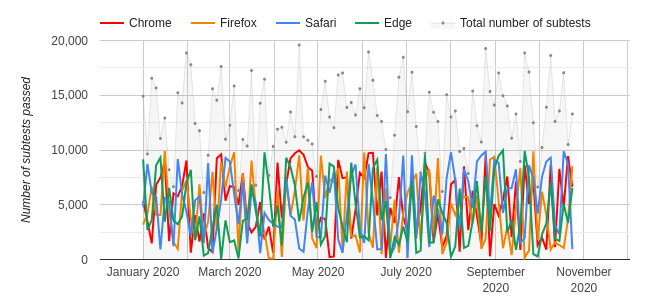 Chrome Firefox Safari Edge Total number of subtests
Number of subtests passed
20,000
15,000
10,000
5,000
0
January 2020 March 2020 May 2020 July 2020 September 2020 November 2020